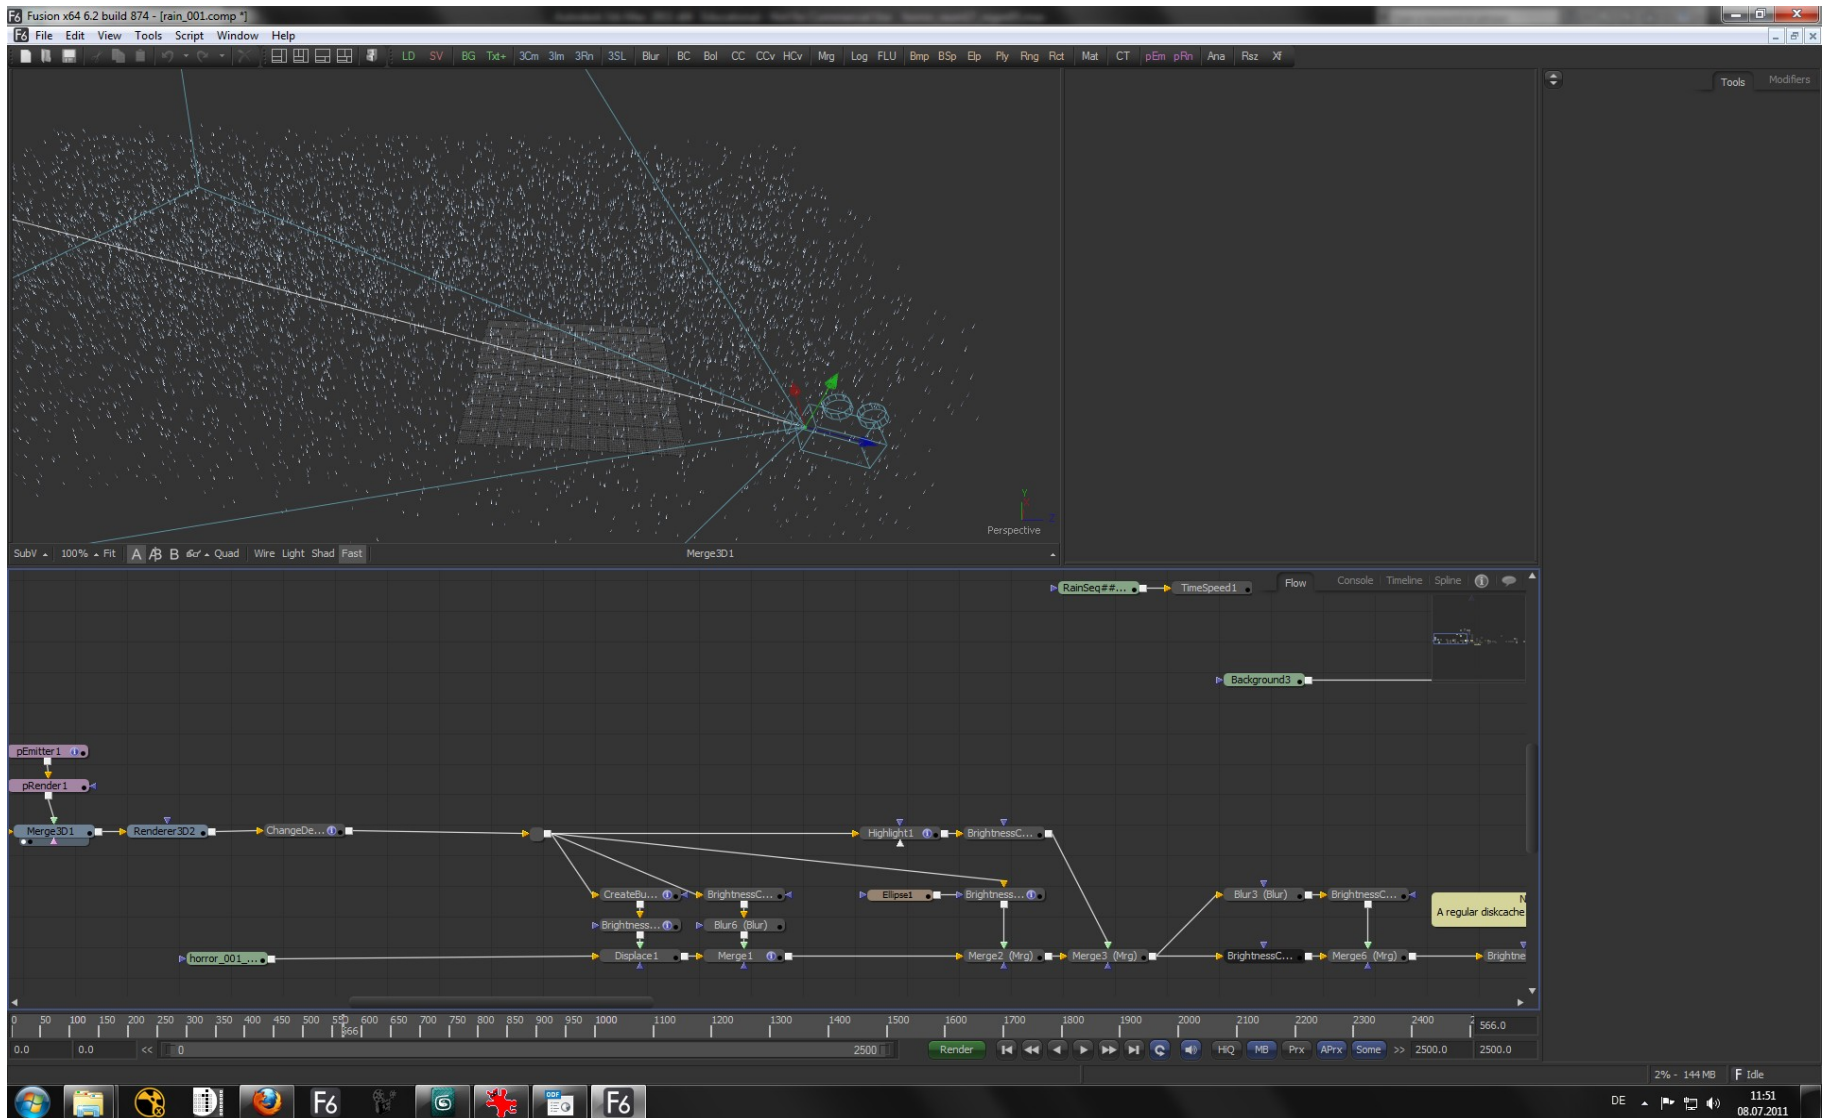 Fusion x64 6.2 build 874 - [rain_001.comp *]
File Edit View Tools Script Window Help
LD SV BG Txt+ 3Cm 3Im 3Rn 3SL Blur BC Bol CC CCv HCv Mrg Log FLU Bmp BSp Elp Ply Rng Rct Mat CT pEm pRn Ana Rsz Xf
Tools Modifiers
Y
Z
Perspective
SubV 100% Fit A B Quad Wire Light Shad Fast Merge3D1
RainSeq##... TimeSpeed1 Flow Console Timeline Spline
Background3
pEmitter1
pRender1
Merge3D1 Renderer3D2 ChangeDe... Highlight1 BrightnessC...
CreateBu... BrightnessC... Ellipse1 Brightness... Blur3 (Blur) BrightnessC...
N
A regular diskcache
Brightness... Blur6 (Blur)
horror_001_... Displace1 Merge1 Merge2 (Mrg) Merge3 (Mrg) BrightnessC... Merge6 (Mrg) Brightne
0 50 100 150 200 250 300 350 400 450 500 550 600 650 700 750 800 850 900 950 1000 1100 1200 1300 1400 1500 1600 1700 1800 1900 2000 2100 2200 2300 2400
566 566.0
0.0 0.0 << 0 2500 Render HiQ MB Prx APrx Some >> 2500.0 2500.0
2% - 144 MB F Idle
F6 ODF F6 DE 11:51
08.07.2011